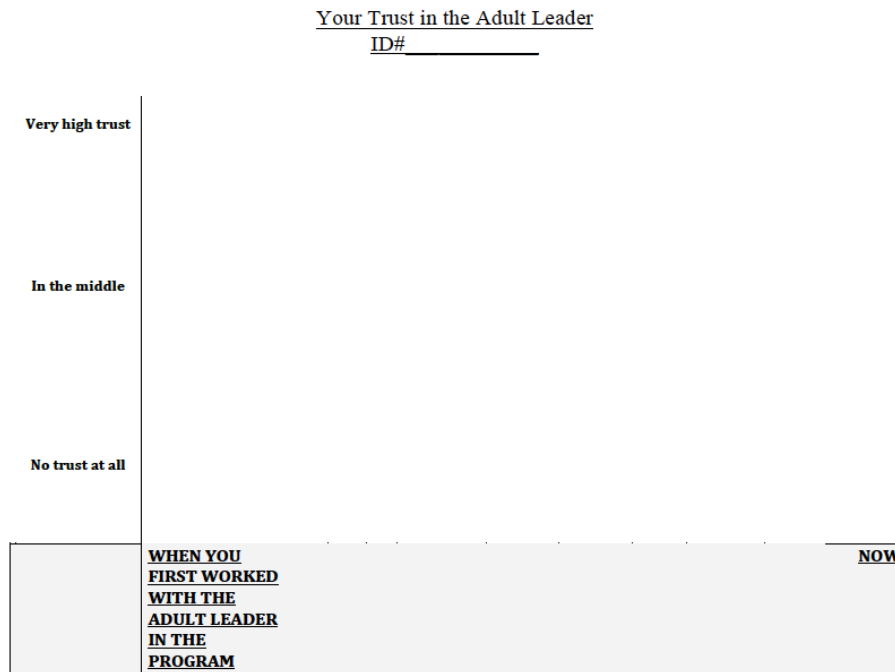 Your Trust in the Adult Leader
ID#____________
Very high trust
In the middle
No trust at all
WHEN YOU
FIRST WORKED
WITH THE
ADULT LEADER
IN THE
PROGRAM
NOW